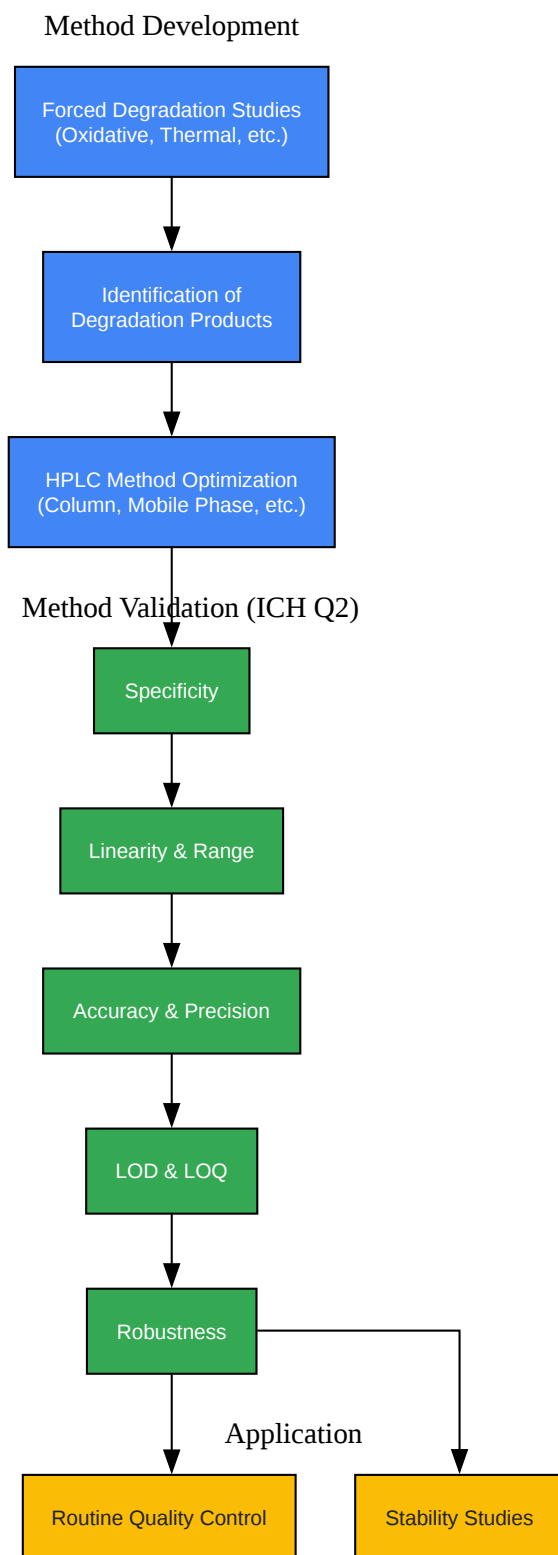 Method Development
Forced Degradation Studies
(Oxidative, Thermal, etc.)
Identification of
Degradation Products
HPLC Method Optimization
(Column, Mobile Phase, etc.)
Method Validation (ICH Q2)
Specificity
Linearity & Range
Accuracy & Precision
LOD & LOQ
Robustness
Application
Routine Quality Control
Stability Studies